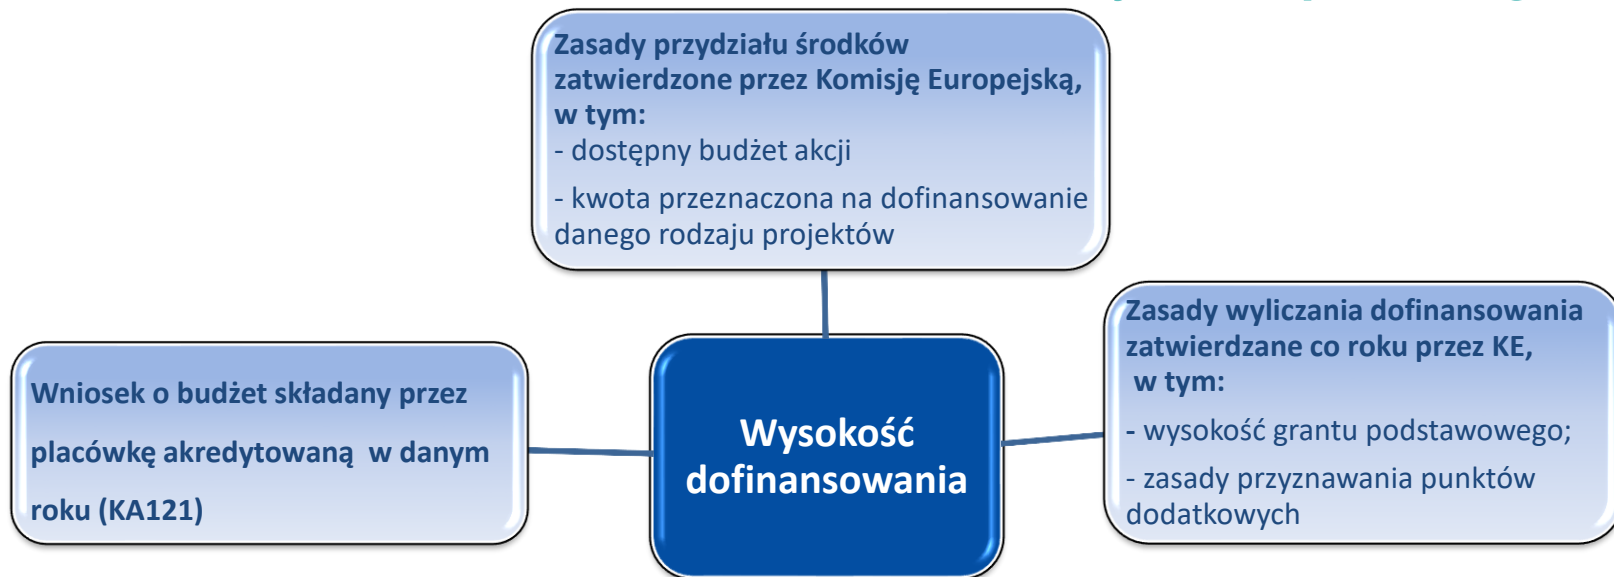 Zasady przydziału środków
zatwierdzone przez Komisję Europejską,
w tym:
- dostępny budżet akcji
- kwota przeznaczona na dofinansowanie
danego rodzaju projektów
Wniosek o budżet składany przez
placówkę akredytowaną w danym
roku (KA121)
Wysokość
dofinansowania
Zasady wyliczania dofinansowania
zatwierdzane co roku przez KE,
w tym:
- wysokość grantu podstawowego;
- zasady przyznawania punktów
dodatkowych